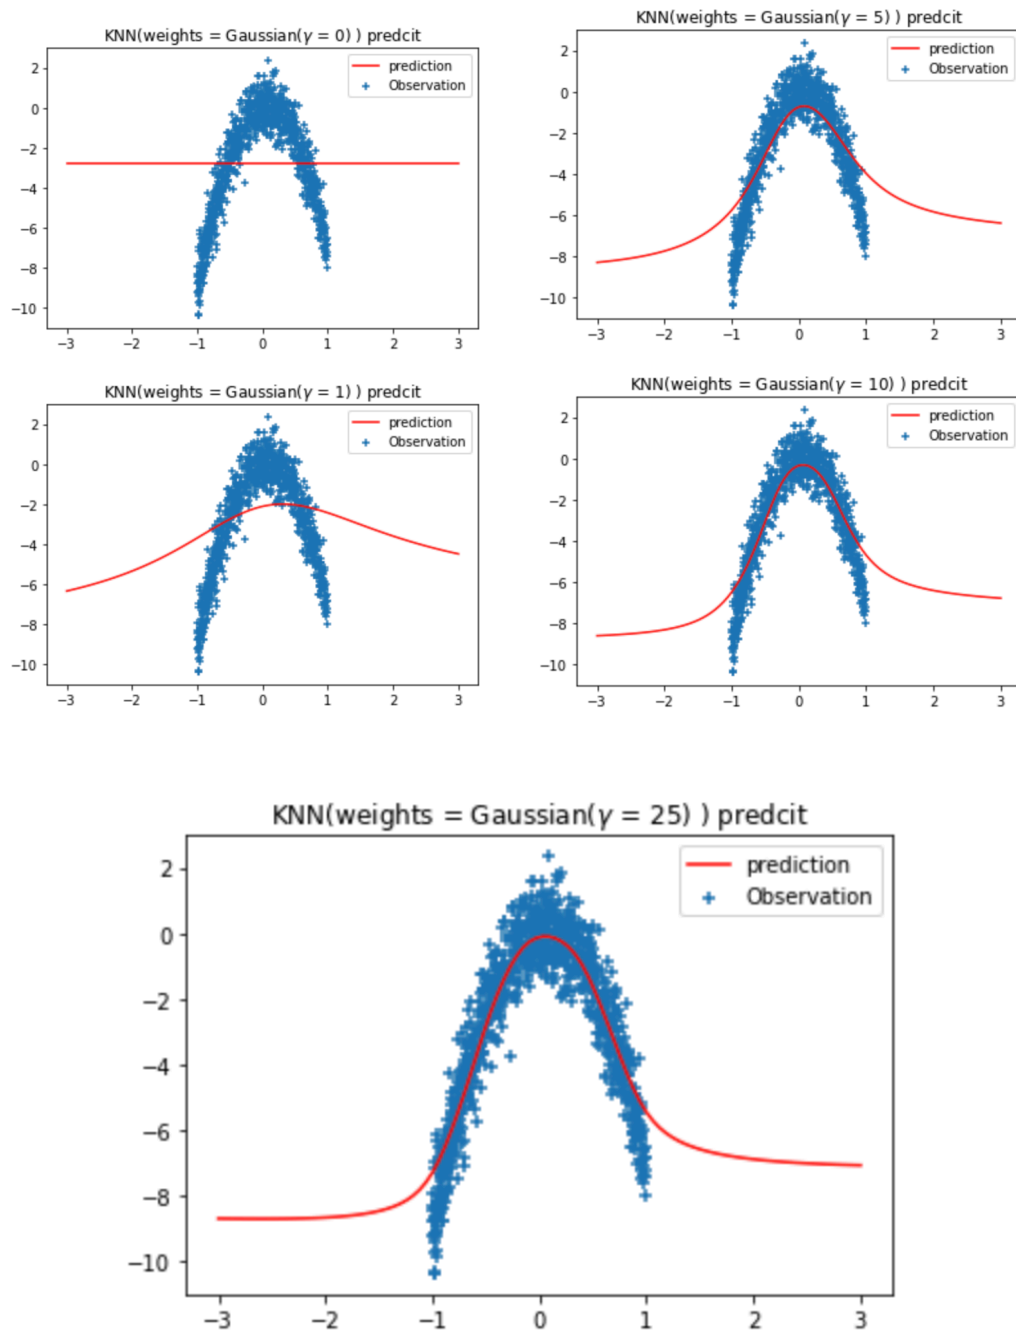 KNN(weights = Gaussian(γ = 0) ) predcit
prediction
Observation
2
0
−2
−4
−6
−8
−10
−3 −2 −1 0 1 2 3
KNN(weights = Gaussian(γ = 5) ) predcit
prediction
Observation
2
0
−2
−4
−6
−8
−10
−3 −2 −1 0 1 2 3
KNN(weights = Gaussian(γ = 1) ) predcit
prediction
Observation
2
0
−2
−4
−6
−8
−10
−3 −2 −1 0 1 2 3
KNN(weights = Gaussian(γ = 10) ) predcit
prediction
Observation
2
0
−2
−4
−6
−8
−10
−3 −2 −1 0 1 2 3
KNN(weights = Gaussian(γ = 25) ) predcit
prediction
Observation
2
0
−2
−4
−6
−8
−10
−3 −2 −1 0 1 2 3